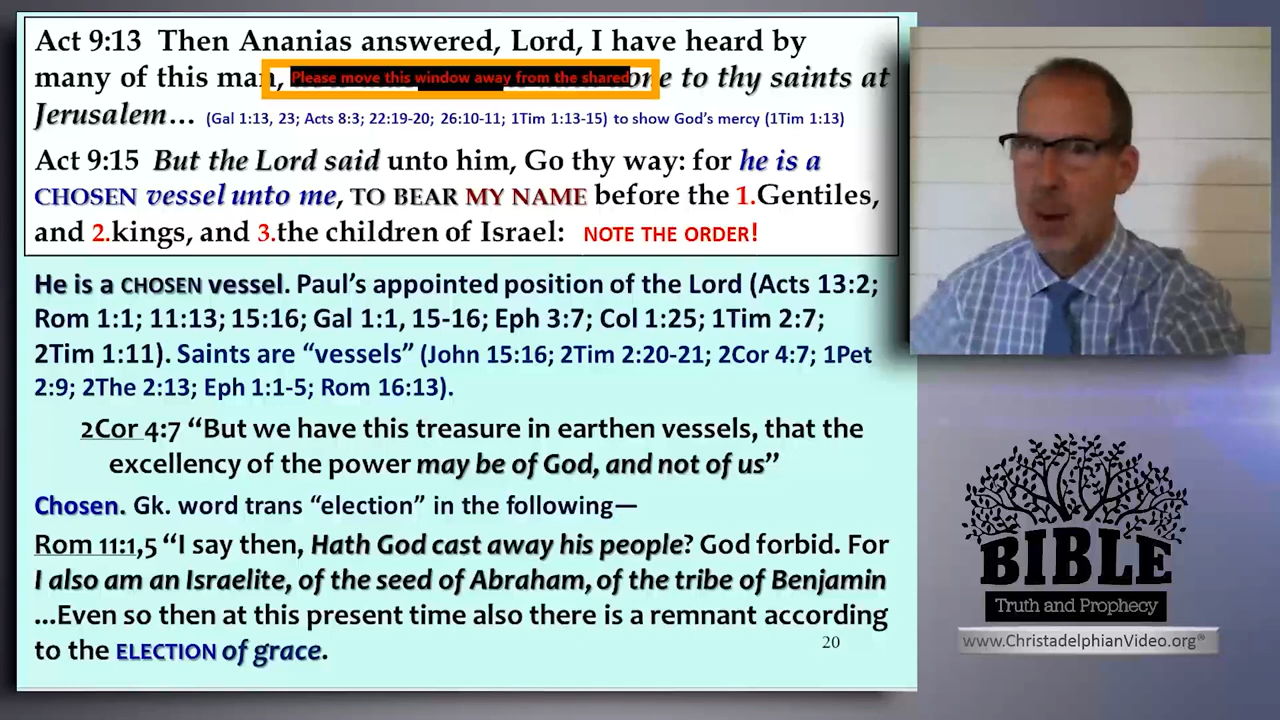 Act 9:13 Then Ananias answered, Lord, I have heard by
many of this man, Please move this window away from the shared to thy saints at
Jerusalem… (Gal 1:13, 23; Acts 8:3; 22:19-20; 26:10-11; 1Tim 1:13-15) to show God's mercy (1Tim 1:13)
Act 9:15 But the Lord said unto him, Go thy way: for he is a
CHOSEN vessel unto me, TO BEAR MY NAME before the 1.Gentiles,
and 2.kings, and 3.the children of Israel: NOTE THE ORDER!
He is a CHOSEN vessel. Paul's appointed position of the Lord (Acts 13:2;
Rom 1:1; 11:13; 15:16; Gal 1:1, 15-16; Eph 3:7; Col 1:25; 1Tim 2:7;
2Tim 1:11). Saints are “vessels” (John 15:16; 2Tim 2:20-21; 2Cor 4:7; 1Pet
2:9; 2The 2:13; Eph 1:1-5; Rom 16:13).
2Cor 4:7 “But we have this treasure in earthen vessels, that the
excellency of the power may be of God, and not of us”
Chosen. Gk. word trans “election” in the following—
Rom 11:1,5 “I say then, Hath God cast away his people? God forbid. For
I also am an Israelite, of the seed of Abraham, of the tribe of Benjamin
…Even so then at this present time also there is a remnant according
to the ELECTION of grace.
20
BIBLE
Truth and Prophecy
www.ChristadelphianVideo.org®